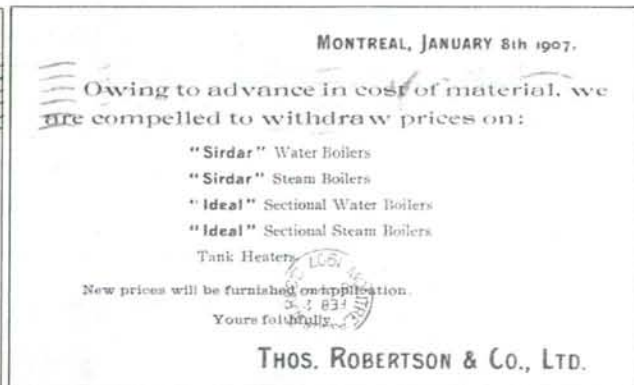 MONTREAL, JANUARY 8th 1907.
Owing to advance in cost of material, we
are compelled to withdraw prices on:
"Sirdar" Water Boilers
"Sirdar" Steam Boilers
"Ideal" Sectional Water Boilers
"Ideal" Sectional Steam Boilers
Tank Heaters
New prices will be furnished on application.
Yours faithfully,
THOS. ROBERTSON & CO., LTD.